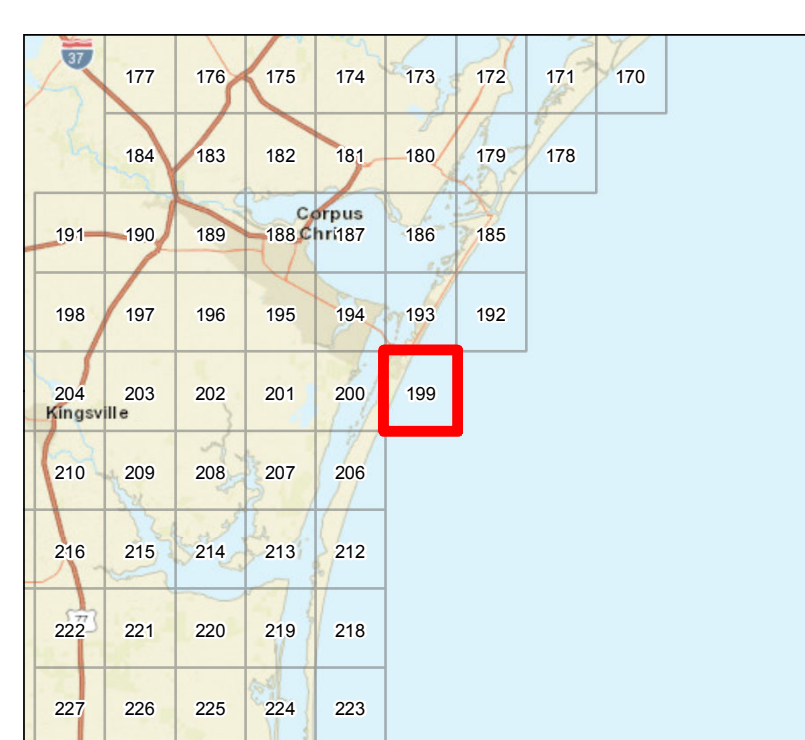 37
177 176 175 174 173 172 171 170
184 183 182 181 180 179 178
Corpus
Christi
191 190 189 188 187 186 185
198 197 196 195 194 193 192
204 203 202 201 200 199
Kingsville
210 209 208 207 206
216 215 214 213 212
77
222 221 220 219 218
227 226 225 224 223